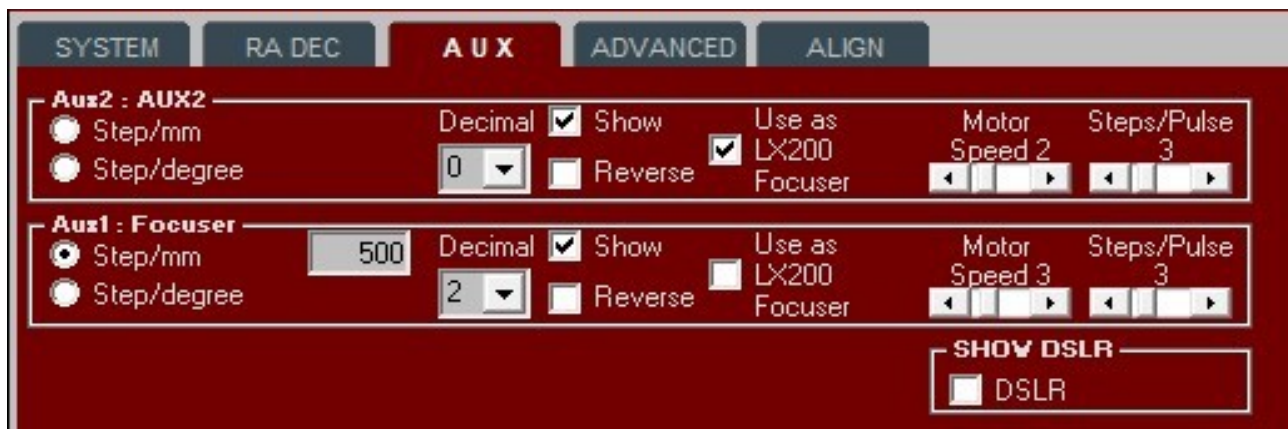 SYSTEM RA DEC AUX ADVANCED ALIGN
Aux2 : AUX2
Step/mm
Step/degree
Decimal
0
Show
Reverse
Use as
LX200
Focuser
Motor
Speed 2
Steps/Pulse
3
Aux1 : Focuser
Step/mm
500
Step/degree
Decimal
2
Show
Reverse
Use as
LX200
Focuser
Motor
Speed 3
Steps/Pulse
3
SHOW DSLR
DSLR